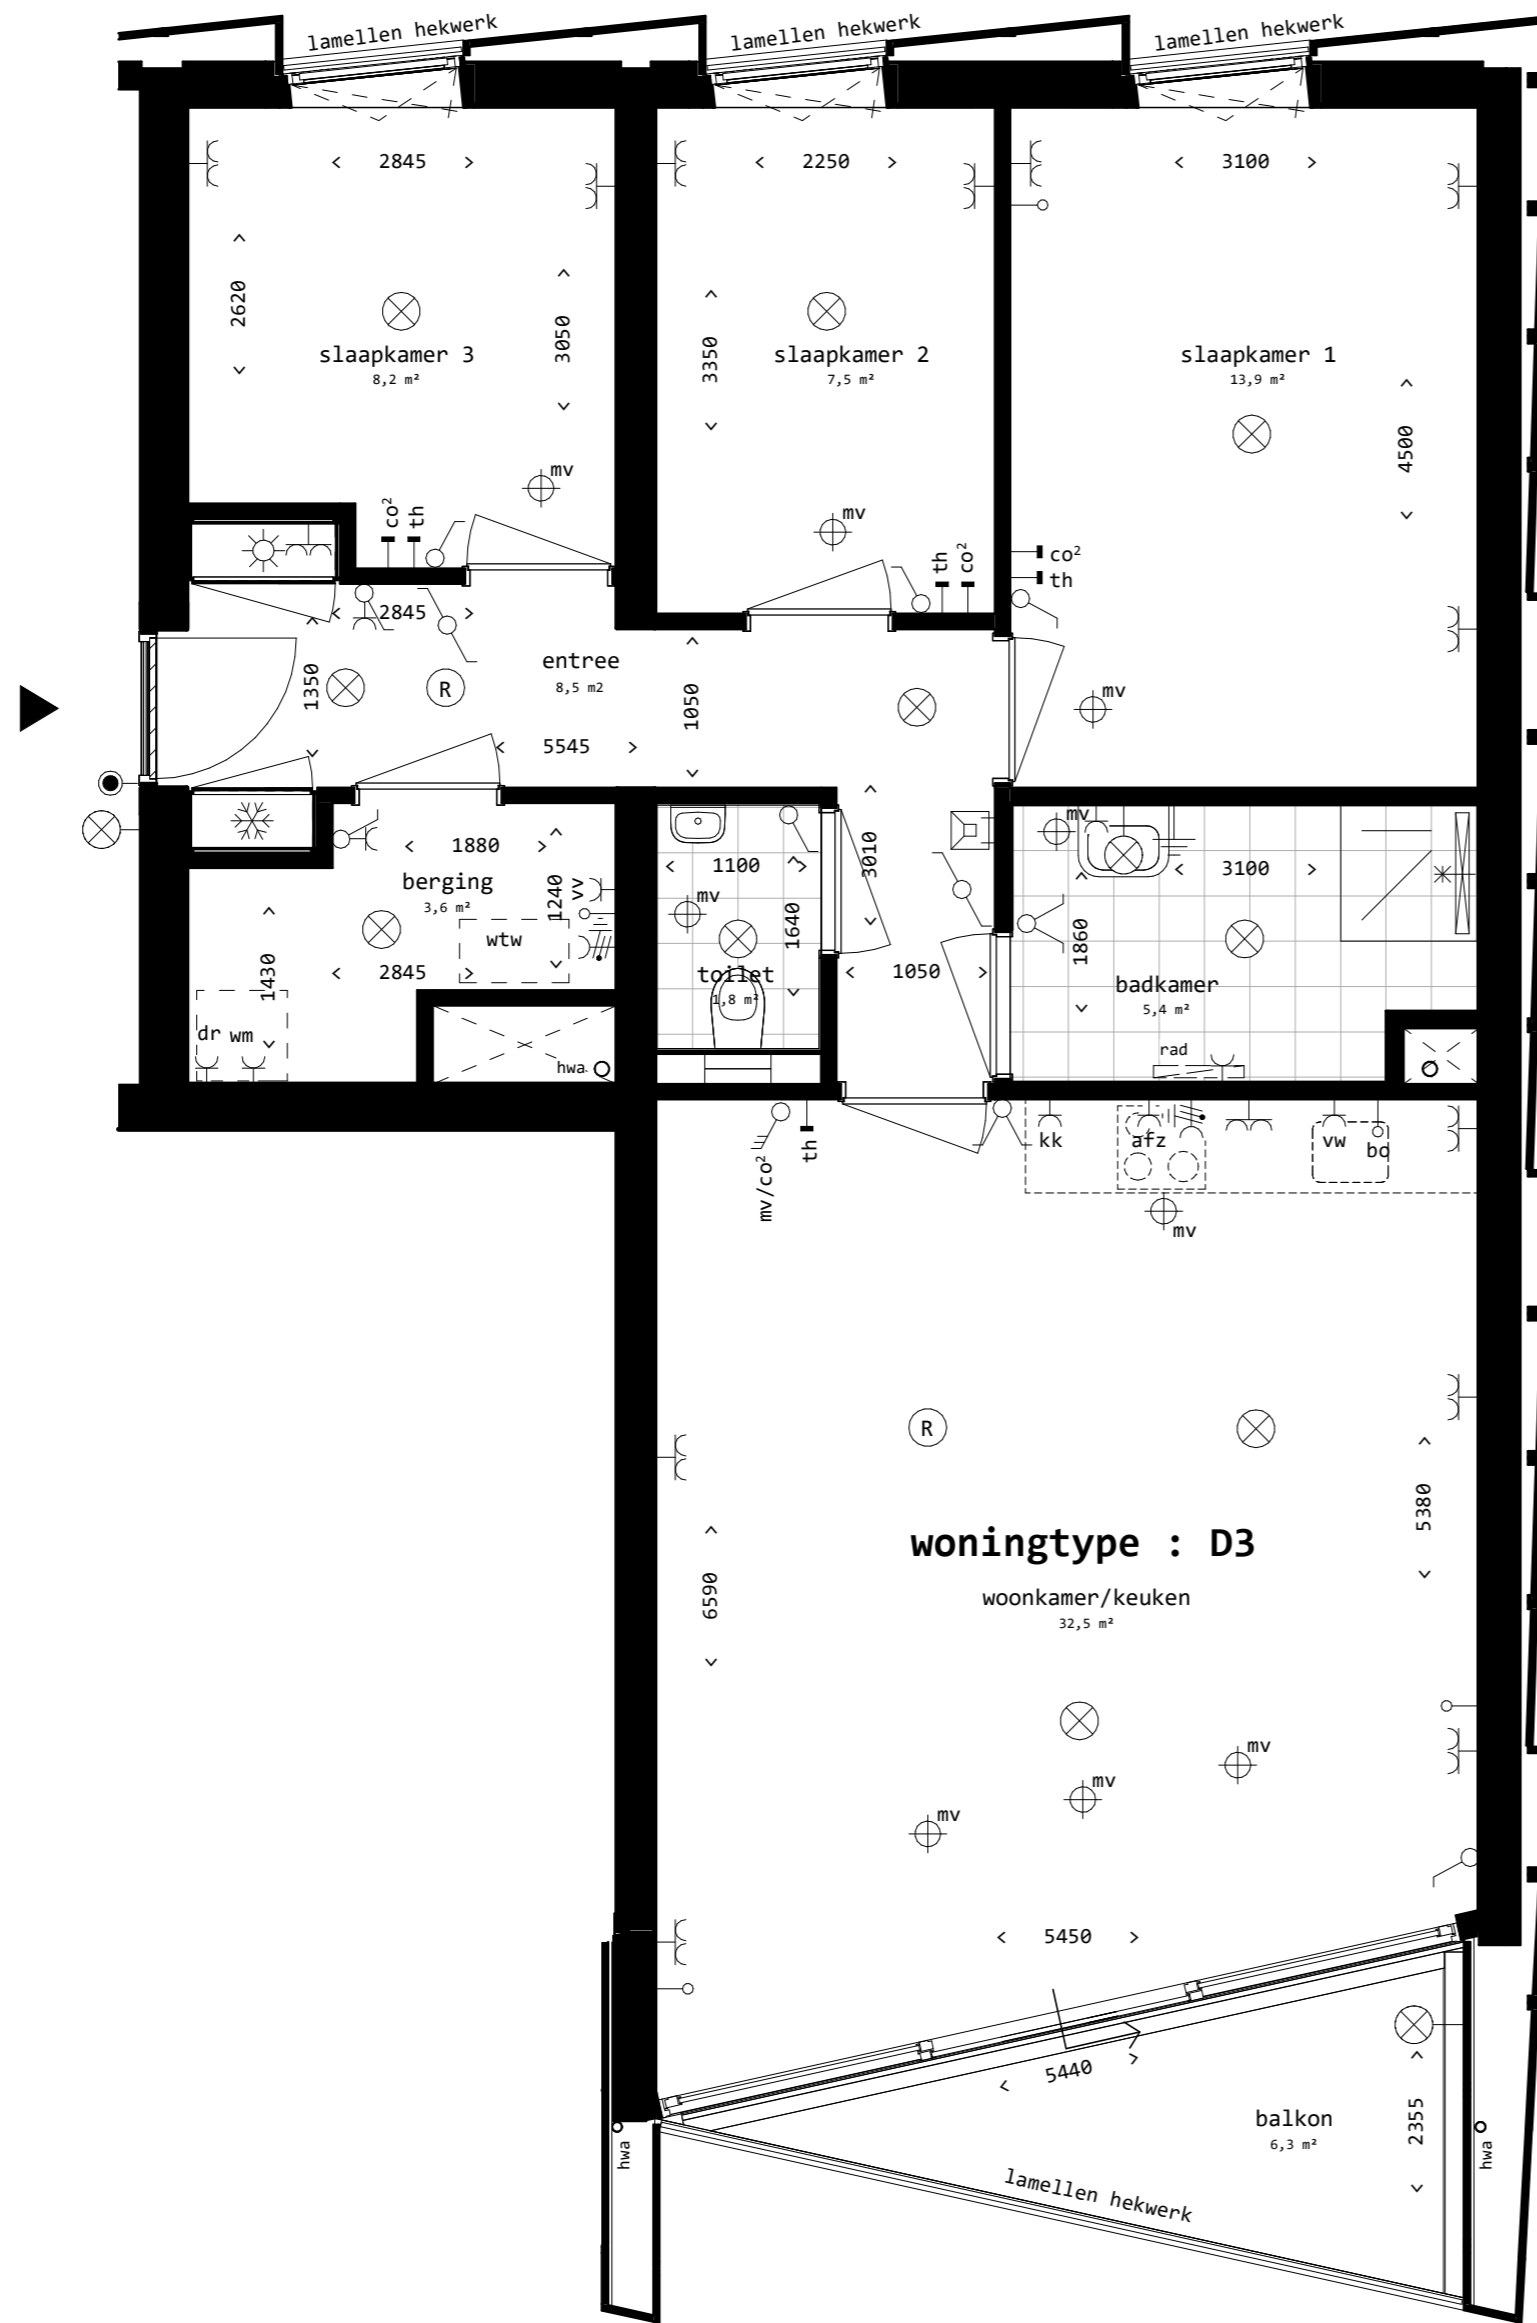 lamellen hekwerk
lamellen hekwerk
lamellen hekwerk
2845
2250
3100
2620
3050
slaapkamer 3
8,2 m²
3350
slaapkamer 2
7,5 m²
slaapkamer 1
13,9 m²
4500
mv
co²
th
mv
th
co²
co²
th
2845
1350
R
entree
8,5 m2
1050
5545
mv
1880
berging
3,6 m²
1240
vv
wtw
1430
2845
dr
wm
hwa
1100
mv
1640
toilet
1,8 m²
3010
1050
mv
3100
1860
badkamer
5,4 m²
rad
mv/co²
th
kk
afz
vw
bo
mv
R
5380
woningtype : D3
6590
woonkamer/keuken
32,5 m²
mv
mv
mv
5450
5440
balkon
6,3 m²
2355
hwa
hwa
lamellen hekwerk